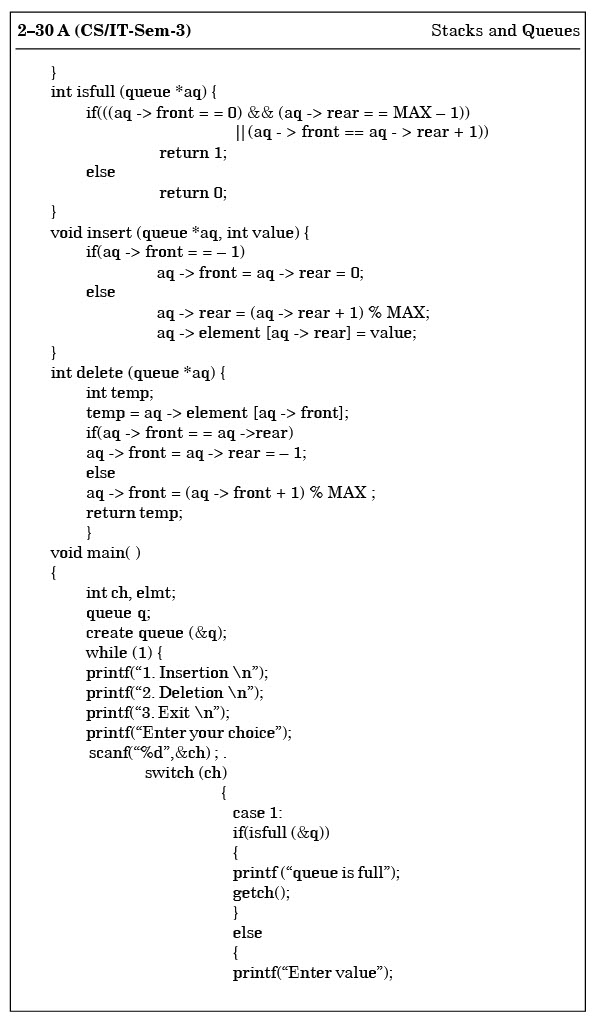 2–30 A (CS/IT-Sem-3) Stacks and Queues
}
int isfull (queue *aq) {
if(((aq -> front = = 0) && (aq -> rear = = MAX – 1))
||(aq - > front == aq - > rear + 1))
return 1;
else
return 0;
}
void insert (queue *aq, int value) {
if(aq -> front = = – 1)
aq -> front = aq -> rear = 0;
else
aq -> rear = (aq -> rear + 1) % MAX;
aq -> element [aq -> rear] = value;
}
int delete (queue *aq) {
int temp;
temp = aq -> element [aq -> front];
if(aq -> front = = aq ->rear)
aq -> front = aq -> rear = – 1;
else
aq -> front = (aq -> front + 1) % MAX ;
return temp;
}
void main( )
{
int ch, elmt;
queue q;
create queue (&q);
while (1) {
printf(“1. Insertion \n”);
printf(“2. Deletion \n”);
printf(“3. Exit \n”);
printf(“Enter your choice”);
scanf(“%d”,&ch) ; .
switch (ch)
{
case 1:
if(isfull (&q))
{
printf (“queue is full”);
getch();
}
else
{
printf(“Enter value”);